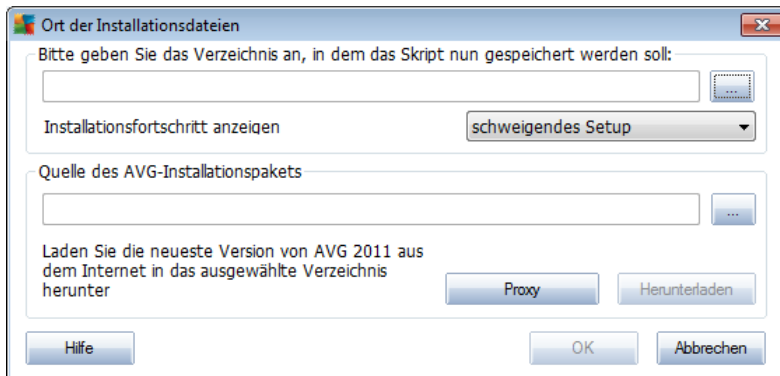 Ort der Installationsdateien
Bitte geben Sie das Verzeichnis an, in dem das Skript nun gespeichert werden soll:
...
Installationsfortschritt anzeigen
schweigendes Setup
Quelle des AVG-Installationspakets
...
Laden Sie die neueste Version von AVG 2011 aus
dem Internet in das ausgewählte Verzeichnis
herunter
Proxy
Herunterladen
Hilfe
OK
Abbrechen